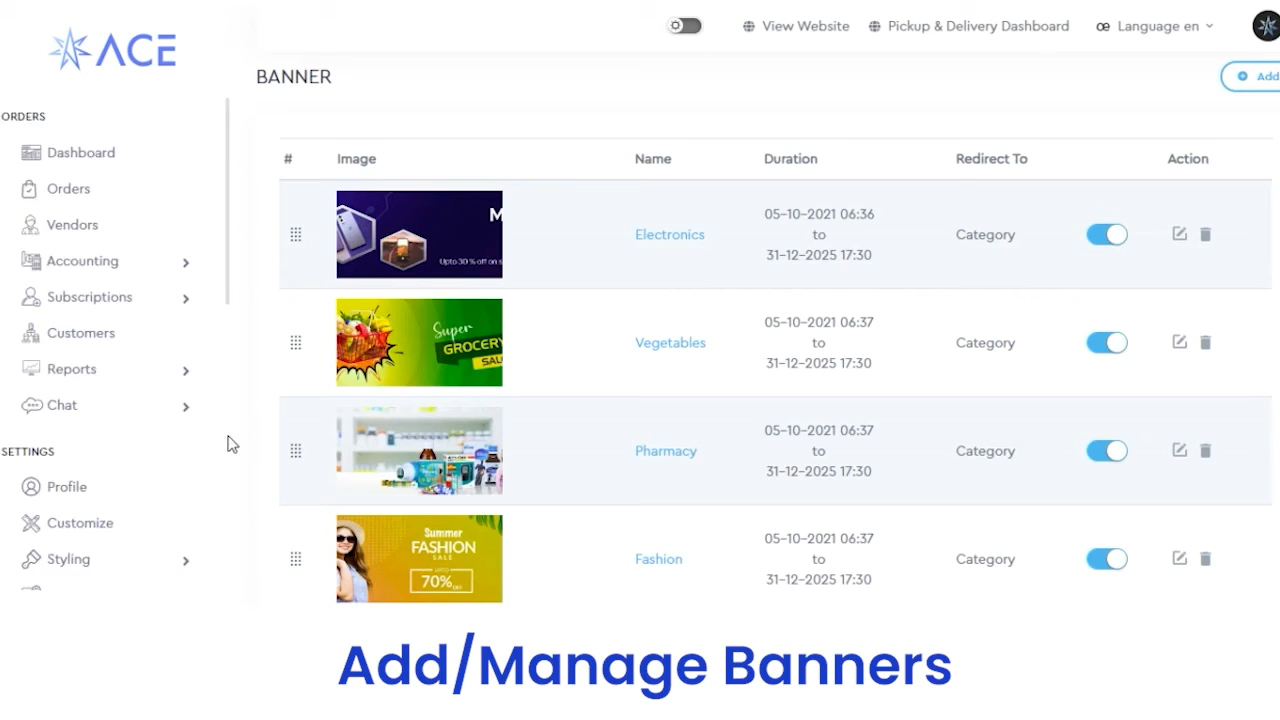 ACE
View Website
Pickup & Delivery Dashboard
Language en
BANNER
Add
ORDERS
Dashboard
Orders
Vendors
Accounting
Subscriptions
Customers
Reports
Chat
SETTINGS
Profile
Customize
Styling
# Image Name Duration Redirect To Action
M
Upto 30 % off on s
Electronics
05-10-2021 06:36
to
31-12-2025 17:30
Category
Super
GROCERY
SAL
Vegetables
05-10-2021 06:37
to
31-12-2025 17:30
Category
Pharmacy
05-10-2021 06:37
to
31-12-2025 17:30
Category
Summer
FASHION
SALE
UPTO
70% OFF
Fashion
05-10-2021 06:37
to
31-12-2025 17:30
Category
Add/Manage Banners